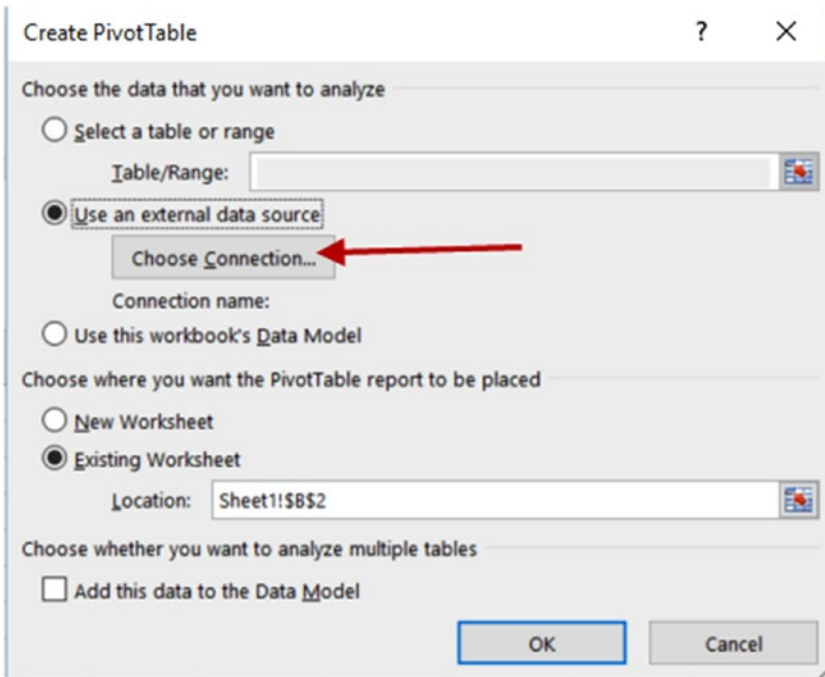 Create PivotTable ?
Choose the data that you want to analyze
Select a table or range
Table/Range:
Use an external data source
Choose Connection...
Connection name:
Use this workbook's Data Model
Choose where you want the PivotTable report to be placed
New Worksheet
Existing Worksheet
Location: Sheet1!$B$2
Choose whether you want to analyze multiple tables
Add this data to the Data Model
OK Cancel